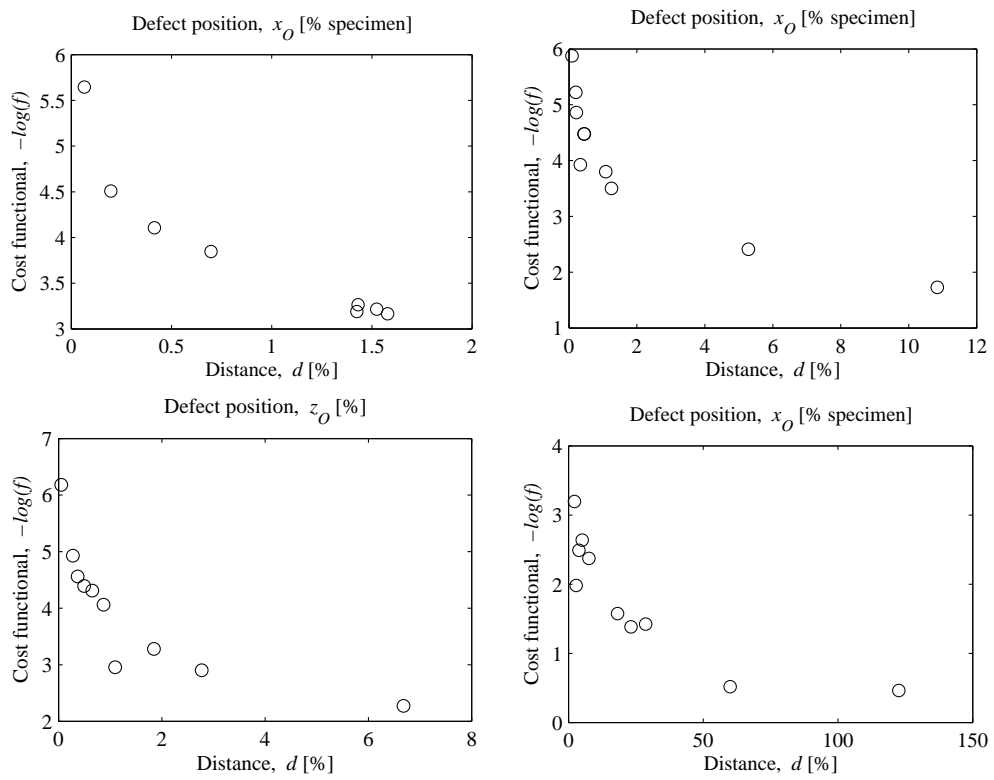 Defect position, x_O [% specimen]
Cost functional, −log(f)
6
5.5
5
4.5
4
3.5
3
0 0.5 1 1.5 2
Distance, d [%]
Defect position, x_O [% specimen]
Cost functional, −log(f)
6
5
4
3
2
1
0 2 4 6 8 10 12
Distance, d [%]
Defect position, z_O [%]
Cost functional, −log(f)
7
6
5
4
3
2
0 2 4 6 8
Distance, d [%]
Defect position, x_O [% specimen]
Cost functional, −log(f)
4
3
2
1
0
0 50 100 150
Distance, d [%]